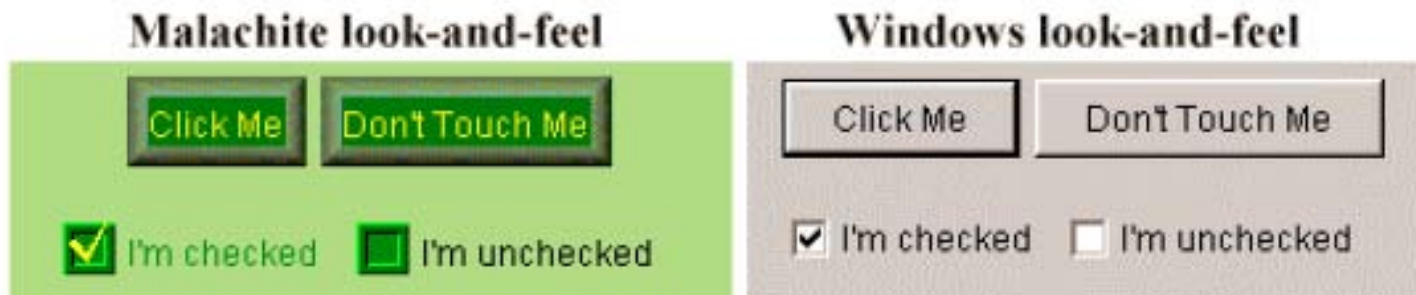 Malachite look-and-feel
Click Me
Don't Touch Me
I'm checked
I'm unchecked
Windows look-and-feel
Click Me
Don't Touch Me
I'm checked
I'm unchecked